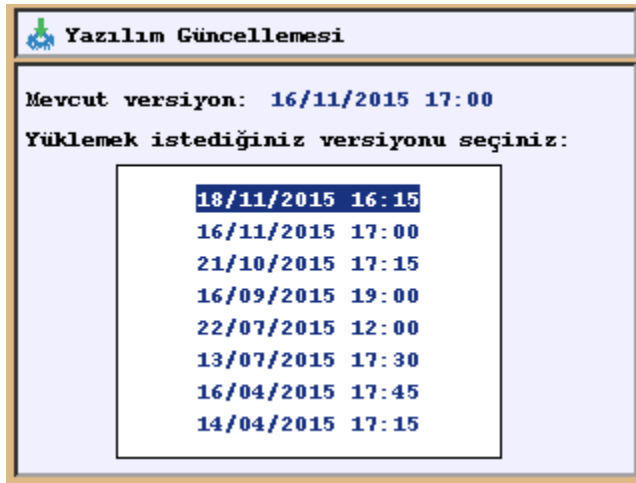 Yazılım Güncellemesi
Mevcut versiyon: 16/11/2015 17:00
Yüklemek istediğiniz versiyonu seçiniz:
18/11/2015 16:15
16/11/2015 17:00
21/10/2015 17:15
16/09/2015 19:00
22/07/2015 12:00
13/07/2015 17:30
16/04/2015 17:45
14/04/2015 17:15